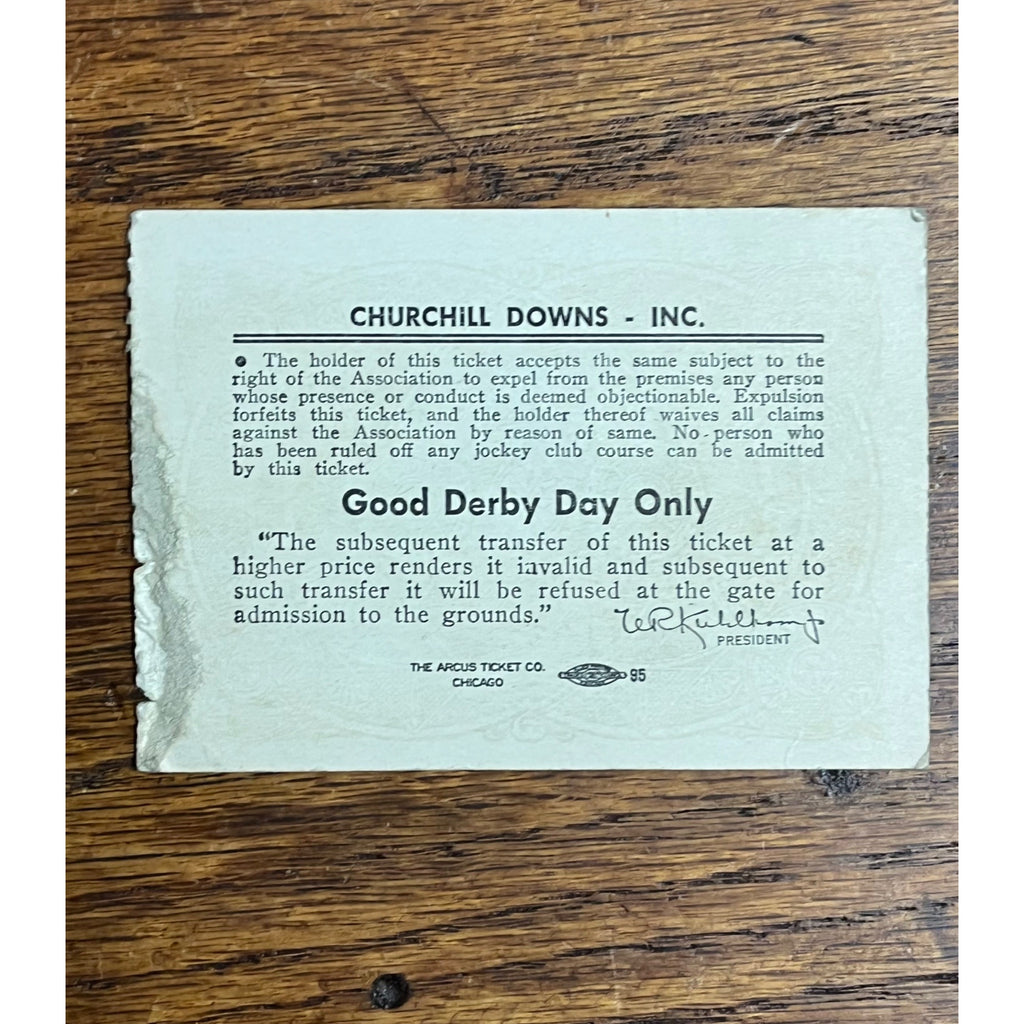 CHURCHILL DOWNS - INC.
• The holder of this ticket accepts the same subject to the
right of the Association to expel from the premises any person
whose presence or conduct is deemed objectionable. Expulsion
forfeits this ticket, and the holder thereof waives all claims
against the Association by reason of same. No person who
has been ruled off any jockey club course can be admitted
by this ticket.
Good Derby Day Only
"The subsequent transfer of this ticket at a
higher price renders it invalid and subsequent to
such transfer it will be refused at the gate for
admission to the grounds."
PRESIDENT
THE ARCUS TICKET CO.
CHICAGO
95